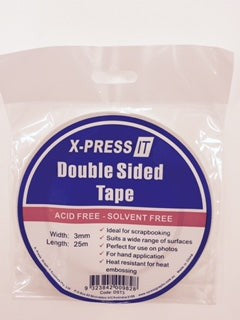 X-PRESS IT
Double Sided
Tape
ACID FREE - SOLVENT FREE
Width: 3mm
Length: 25m
✓ Ideal for scrapbooking
✓ Suits a wide range of surfaces
✓ Perfect for use on photos
✓ For hand application
✓ Heat resistant for heat
embossing